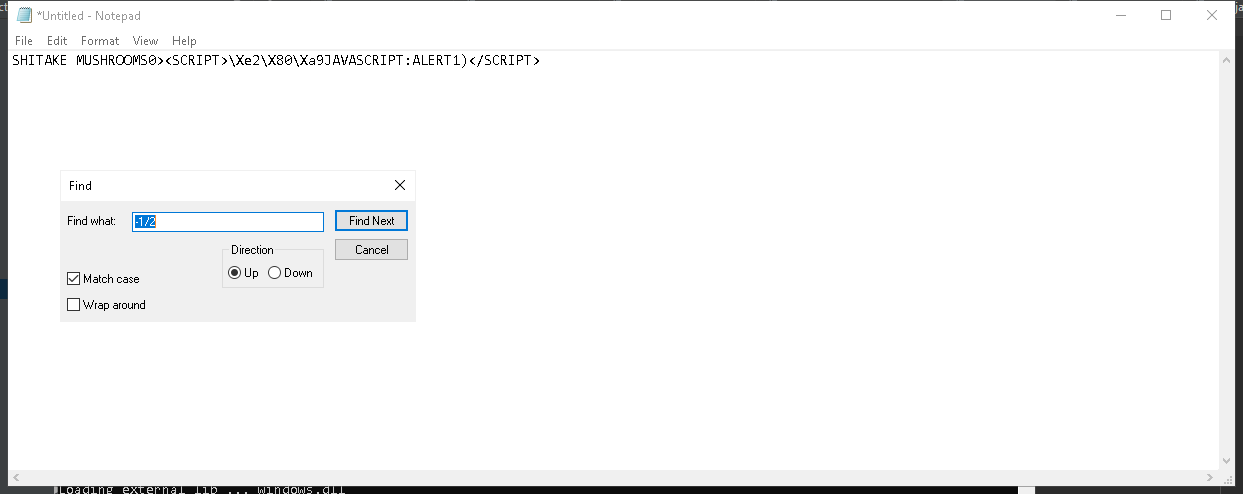 *Untitled - Notepad
File Edit Format View Help
SHITAKE MUSHROOMS0><SCRIPT>\Xe2\X80\Xa9JAVASCRIPT:ALERT1)</SCRIPT>
Find
Find what: -1/2 Find Next
Direction Cancel
Up Down
Match case
Wrap around
Loading external lib ... windows.dll